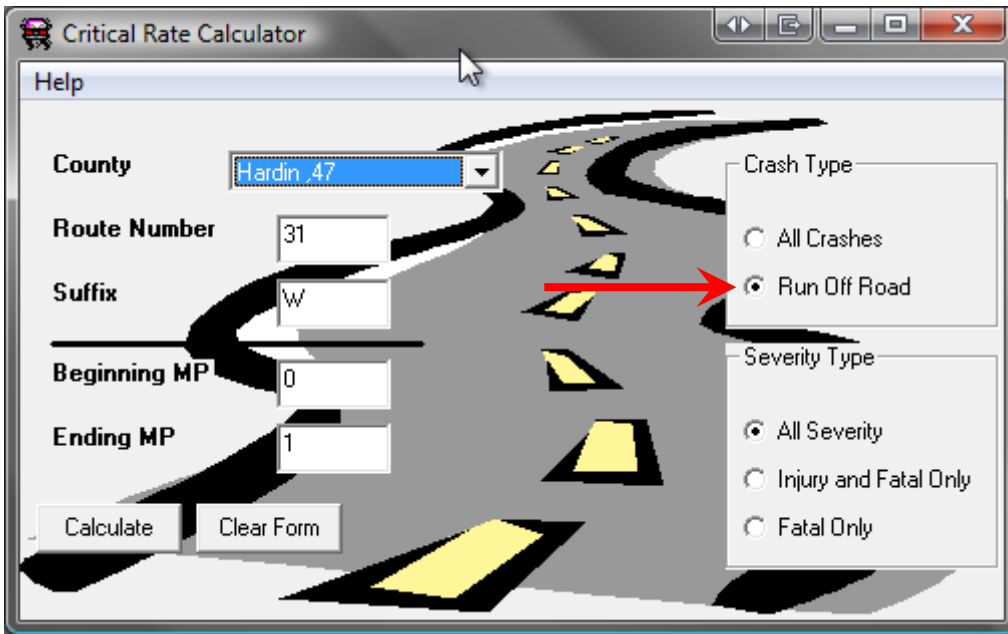 Critical Rate Calculator
Help
County
Hardin ,47
Route Number
31
Suffix
W
Beginning MP
0
Ending MP
1
Calculate
Clear Form
Crash Type
All Crashes
Run Off Road
Severity Type
All Severity
Injury and Fatal Only
Fatal Only